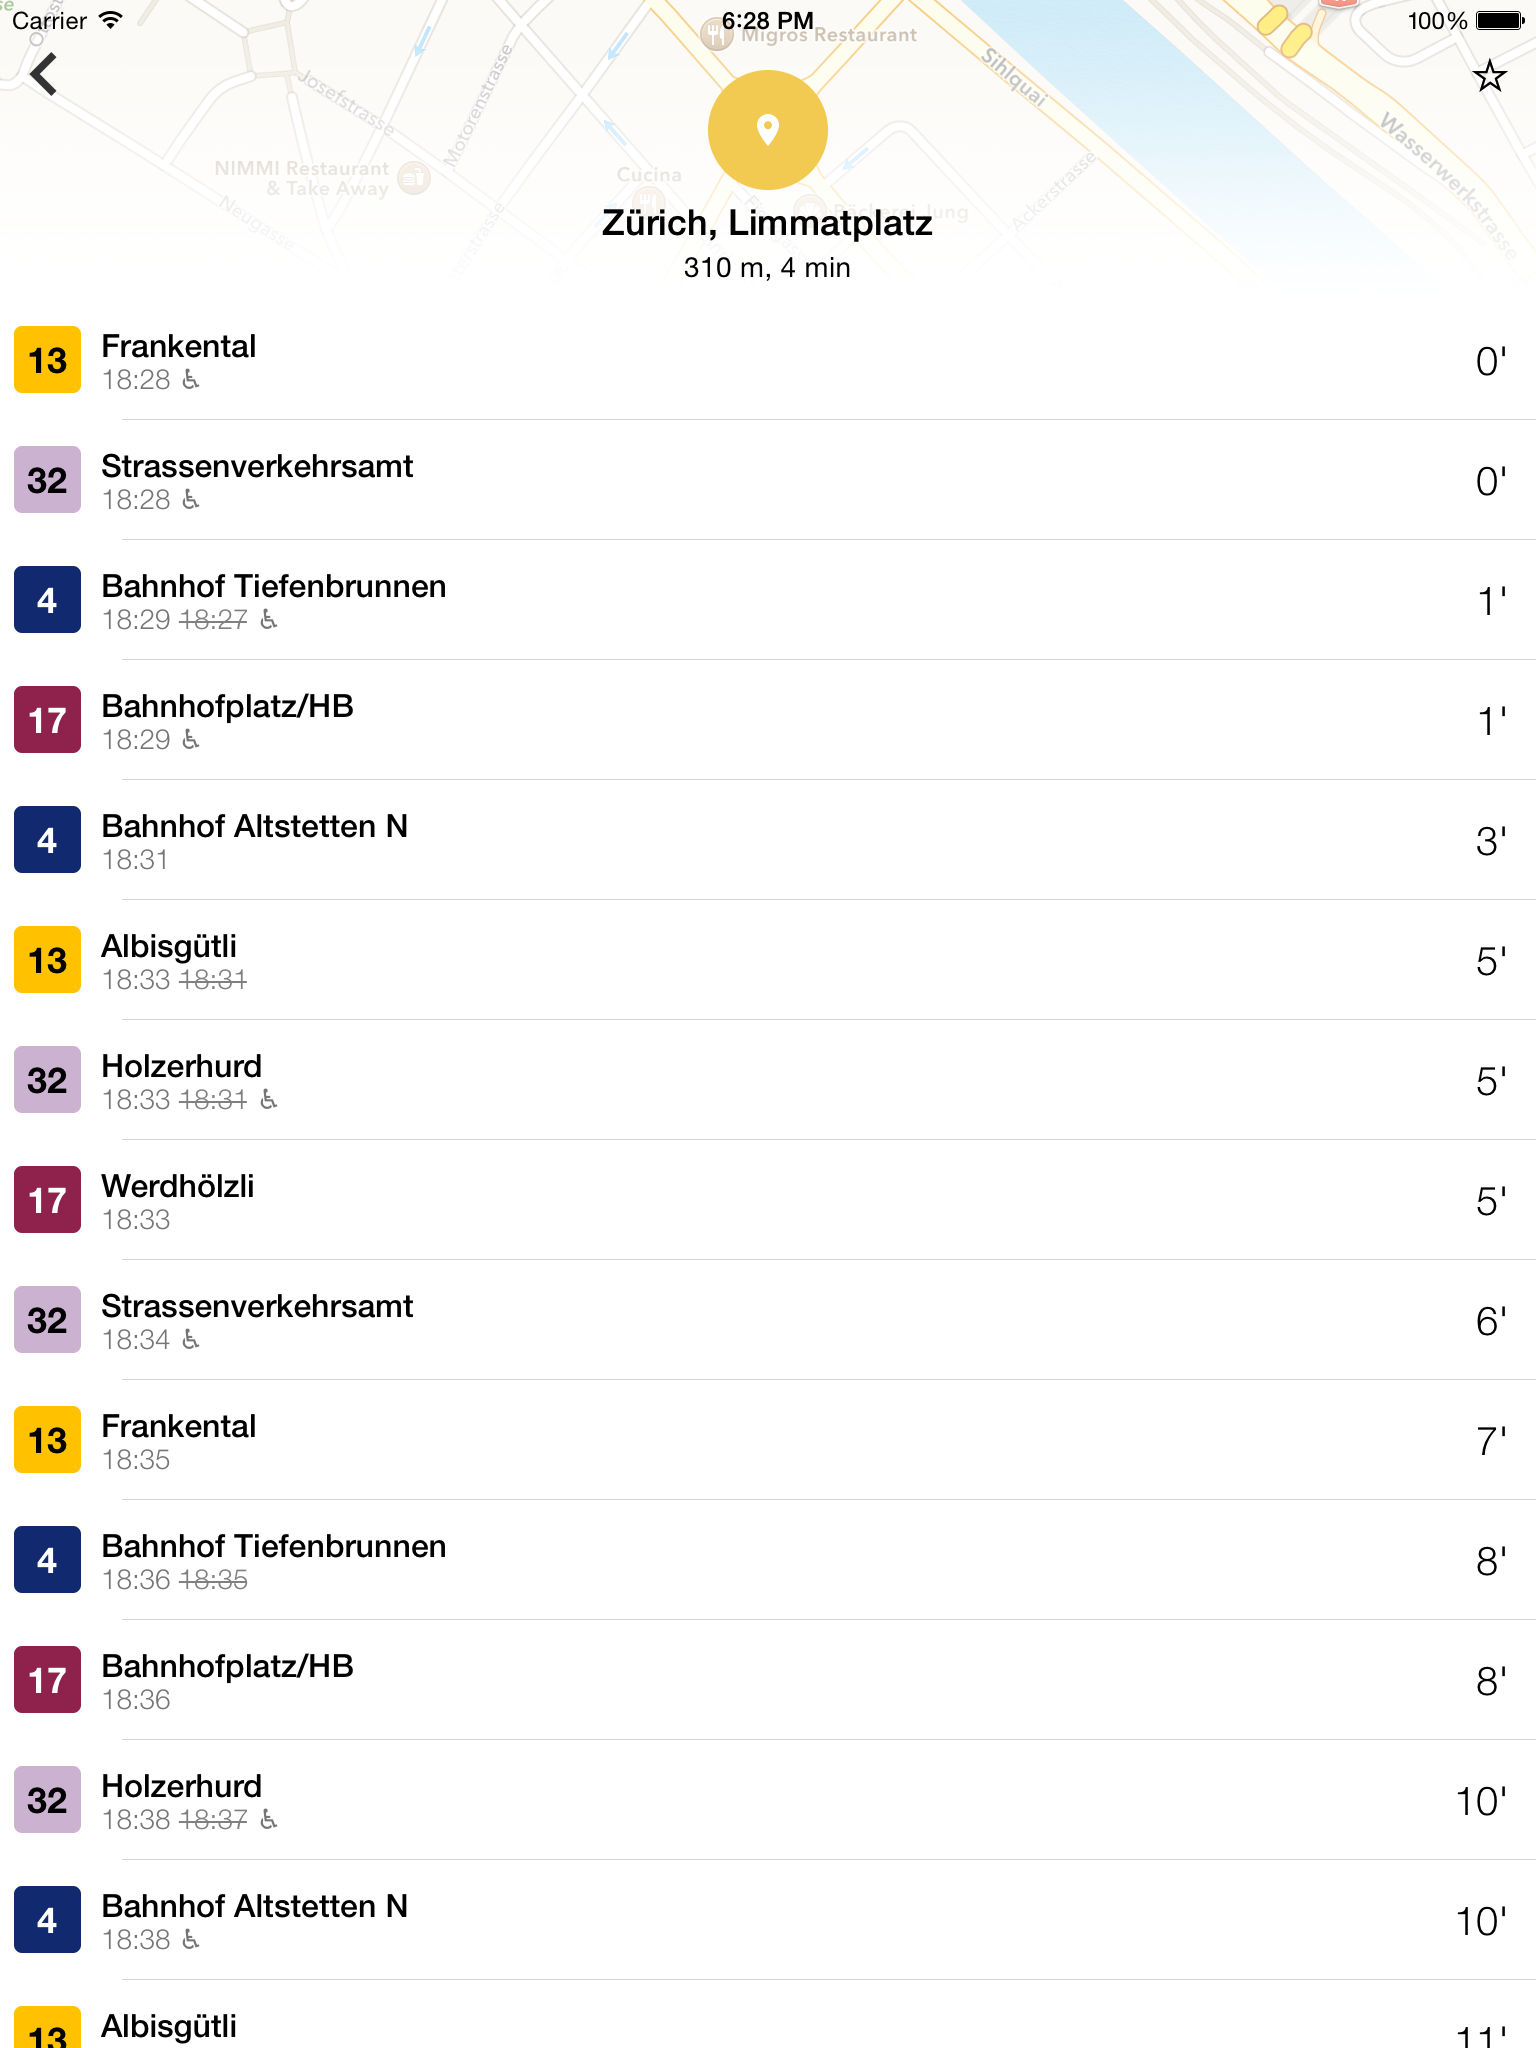 Carrier 6:28 PM 100%
Migros Restaurant
Sihlquai
Josefstrasse
Motorenstrasse
Wasserwerkstrasse
NIMMI Restaurant
& Take Away
Cucina
Ackerstrasse
Neugasse
Zürich, Limmatplatz
310 m, 4 min
13 Frankental 0'
18:28
32 Strassenverkehrsamt 0'
18:28
4 Bahnhof Tiefenbrunnen 1'
18:29 18:27
17 Bahnhofplatz/HB 1'
18:29
4 Bahnhof Altstetten N 3'
18:31
13 Albisgütli 5'
18:33 18:31
32 Holzerhurd 5'
18:33 18:31
17 Werdhölzli 5'
18:33
32 Strassenverkehrsamt 6'
18:34
13 Frankental 7'
18:35
4 Bahnhof Tiefenbrunnen 8'
18:36 18:35
17 Bahnhofplatz/HB 8'
18:36
32 Holzerhurd 10'
18:38 18:37
4 Bahnhof Altstetten N 10'
18:38
13 Albisgütli 11'